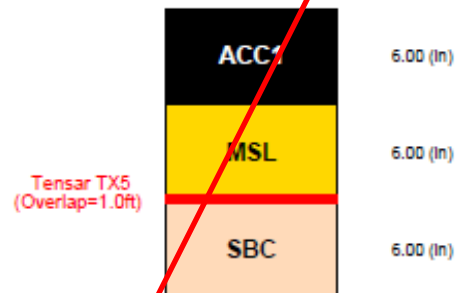 ACC1
6.00 (in)
MSL
6.00 (in)
Tensar TX5
(Overlap=1.0ft)
SBC
6.00 (in)